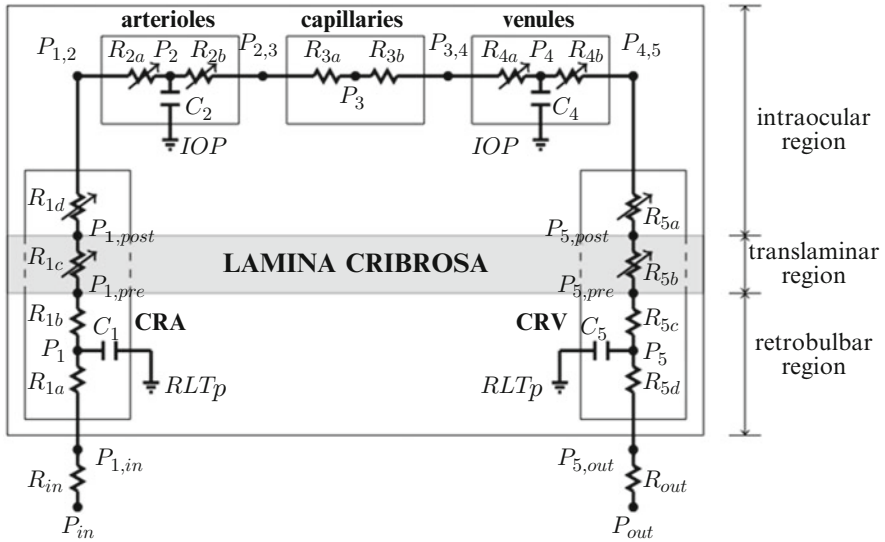 arterioles capillaries venules
P1,2 R2a P2 R2b P2,3 R3a R3b P3,4 R4a P4 R4b P4,5
P3
C2 C4
IOP IOP
intraocular
region
R1d R5a
P1,post P5,post
R1c LAMINA CRIBROSA R5b
translaminar
region
P1,pre P5,pre
R1b C1 CRA CRV C5 R5c
P1 P5
retrobulbar
region
R1a RLTp RLTp R5d
P1,in P5,out
Rin Rout
Pin Pout